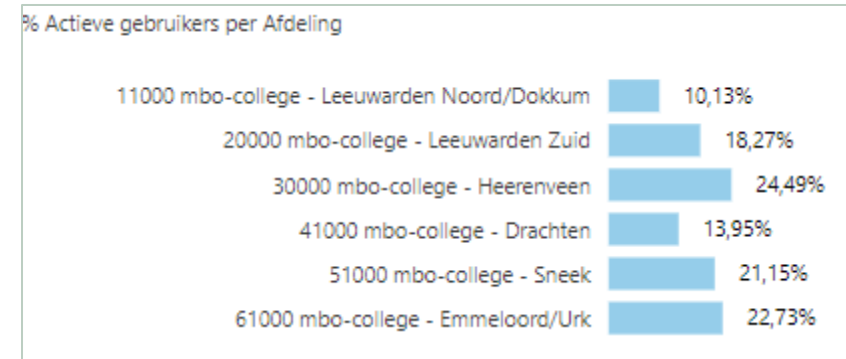 % Actieve gebruikers per Afdeling
11000 mbo-college - Leeuwarden Noord/Dokkum 10,13%
20000 mbo-college - Leeuwarden Zuid 18,27%
30000 mbo-college - Heerenveen 24,49%
41000 mbo-college - Drachten 13,95%
51000 mbo-college - Sneek 21,15%
61000 mbo-college - Emmeloord/Urk 22,73%